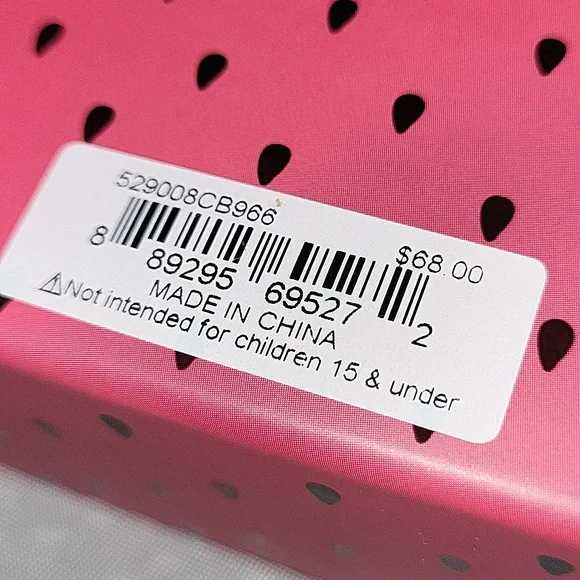 529008CB966
$68.00
8 89295 69527 2
MADE IN CHINA
⚠Not intended for children 15 & under